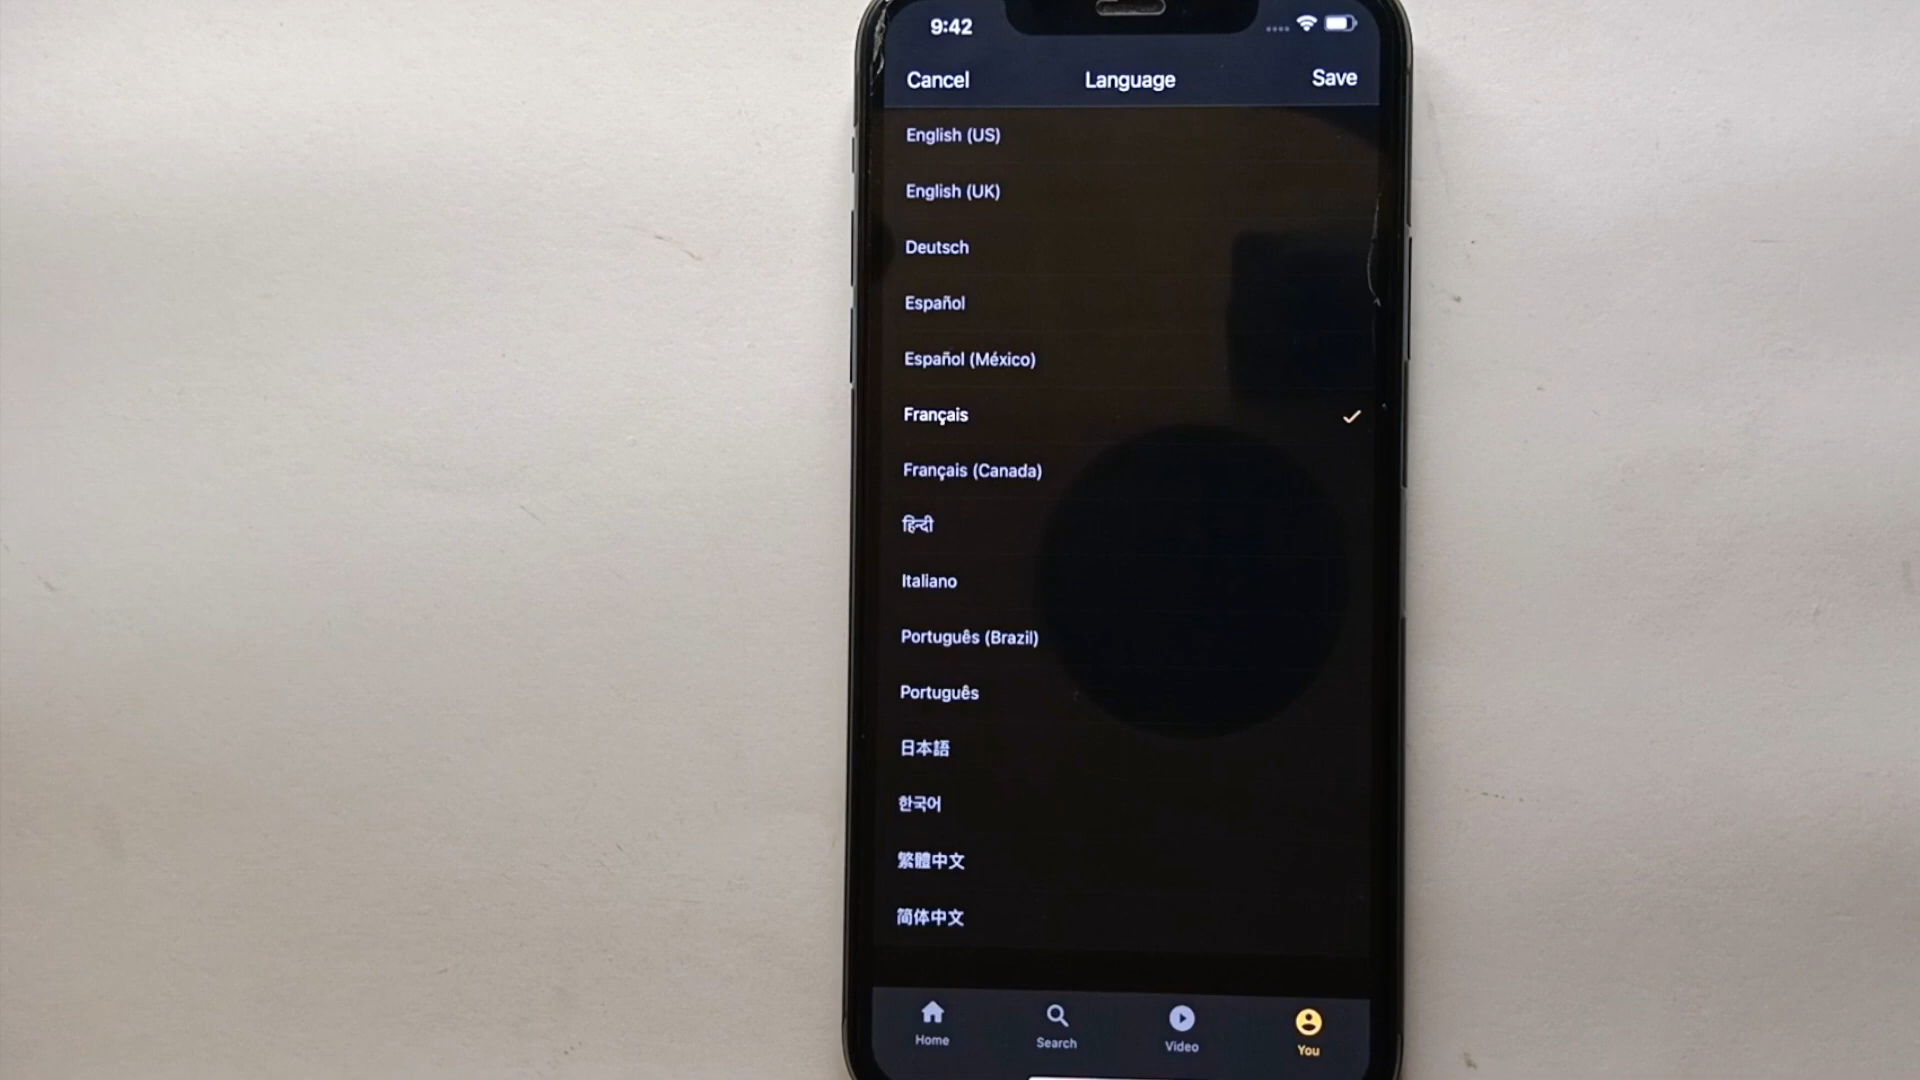 9:42
Cancel Language Save
English (US)
English (UK)
Deutsch
Español
Español (México)
Français
Français (Canada)
हिन्दी
Italiano
Português (Brazil)
Português
日本語
한국어
繁體中文
简体中文
Home Search Video You